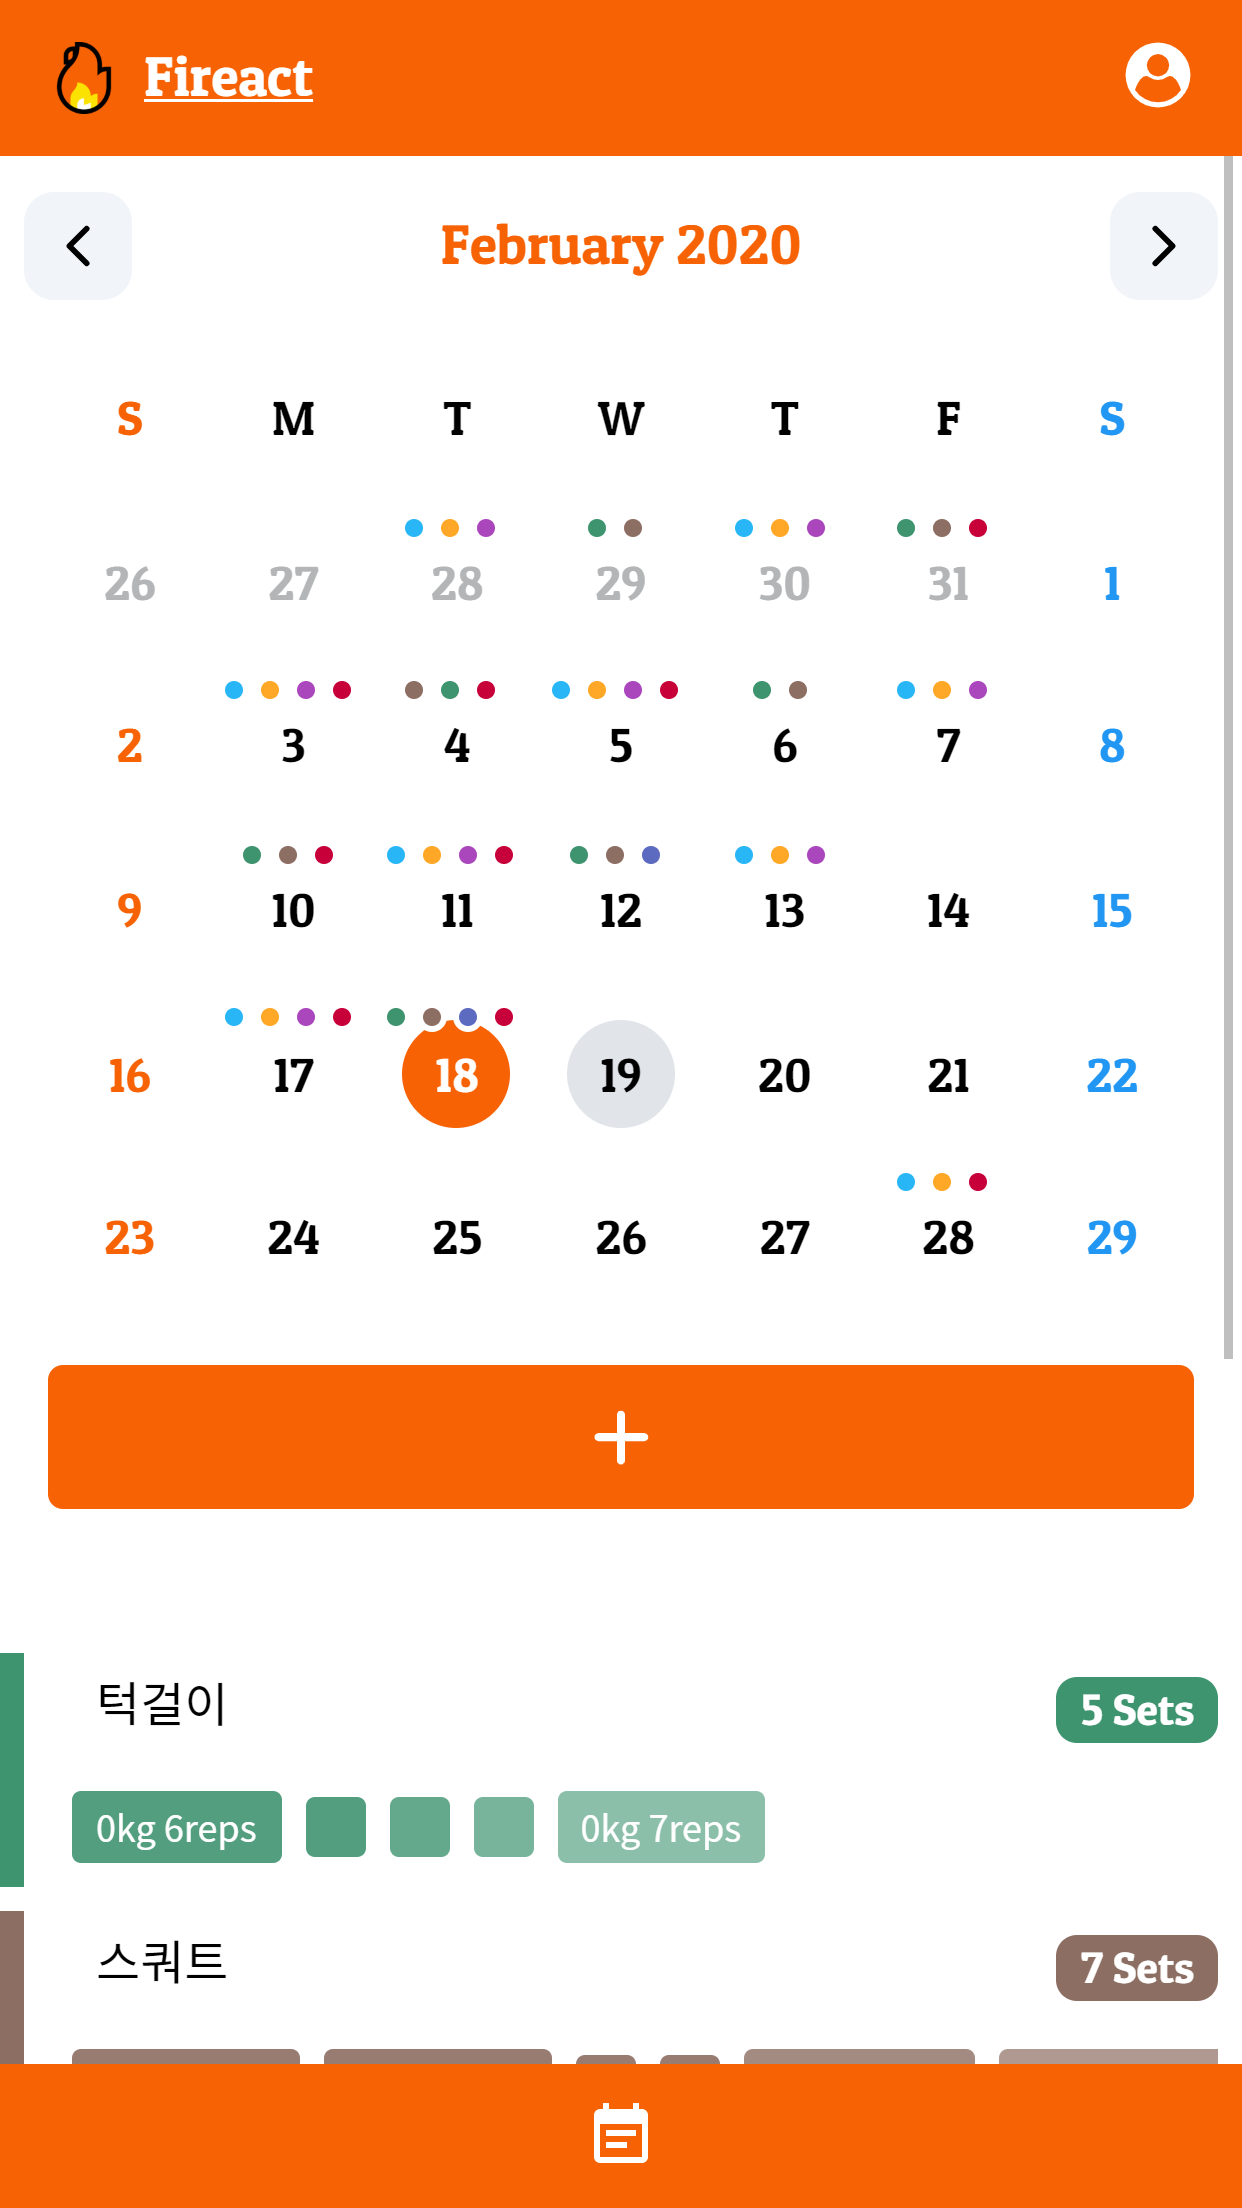 Fireact
February 2020
S M T W T F S
26 27 28 29 30 31 1
2 3 4 5 6 7 8
9 10 11 12 13 14 15
16 17 18 19 20 21 22
23 24 25 26 27 28 29
턱걸이 5 Sets
0kg 6reps 0kg 7reps
스쿼트 7 Sets